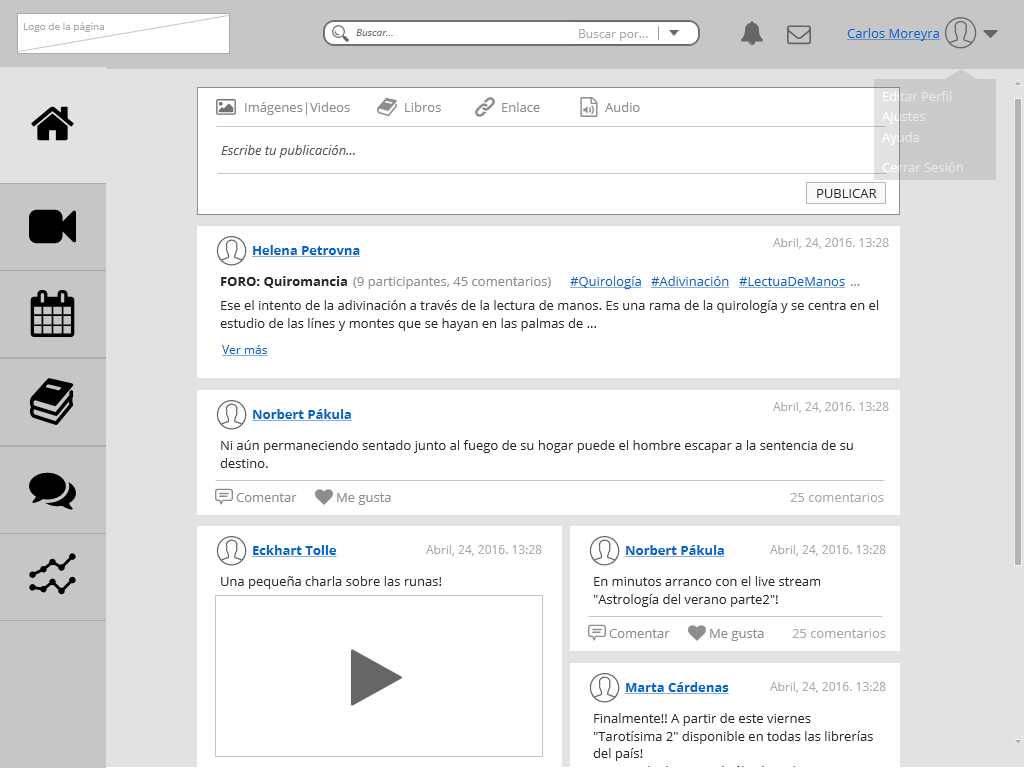 Logo de la página
Buscar...
Buscar por...
Carlos Moreyra
Editar Perfil
Ajustes
Ayuda
Cerrar Sesión
Imágenes|Videos
Libros
Enlace
Audio
Escribe tu publicación...
PUBLICAR
Helena Petrovna
Abril, 24, 2016. 13:28
FORO: Quiromancia (9 participantes, 45 comentarios) #Quirología #Adivinación #LectuaDeManos ...
Ese el intento de la adivinación a través de la lectura de manos. Es una rama de la quirología y se centra en el
estudio de las línes y montes que se hayan en las palmas de ...
Ver más
Norbert Pákula
Abril, 24, 2016. 13:28
Ni aún permaneciendo sentado junto al fuego de su hogar puede el hombre escapar a la sentencia de su
destino.
Comentar
Me gusta
25 comentarios
Eckhart Tolle
Abril, 24, 2016. 13:28
Una pequeña charla sobre las runas!
Norbert Pákula
Abril, 24, 2016. 13:28
En minutos arranco con el live stream
"Astrología del verano parte2"!
Comentar
Me gusta
25 comentarios
Marta Cárdenas
Abril, 24, 2016. 13:28
Finalmente!! A partir de este viernes
"Tarotísima 2" disponible en todas las librerías
del país!